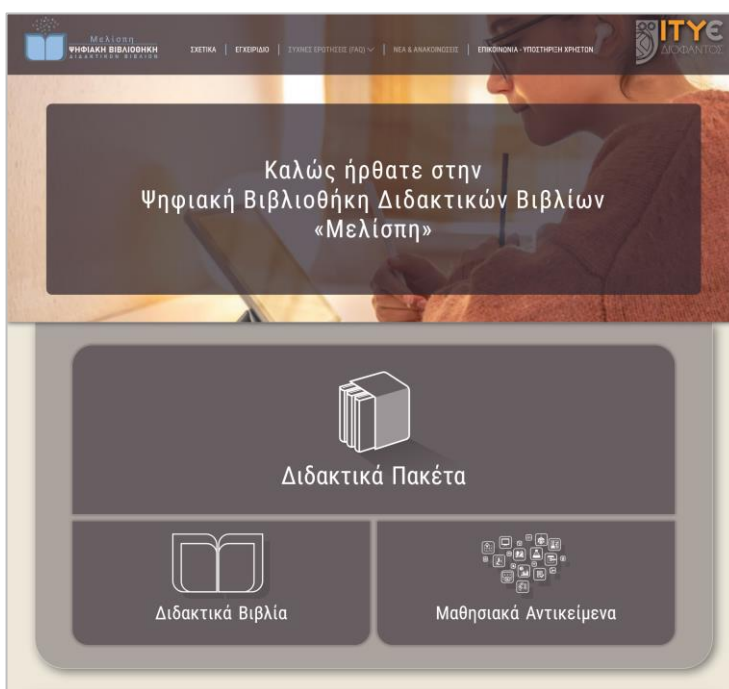 Μελίσπη
ΨΗΦΙΑΚΗ ΒΙΒΛΙΟΘΗΚΗ
ΔΙΔΑΚΤΙΚΩΝ ΒΙΒΛΙΩΝ
ΣΧΕΤΙΚΑ | ΕΓΧΕΙΡΙΔΙΟ | ΣΥΧΝΕΣ ΕΡΩΤΗΣΕΙΣ (FAQ) | ΝΕΑ & ΑΝΑΚΟΙΝΩΣΕΙΣ | ΕΠΙΚΟΙΝΩΝΙΑ - ΥΠΟΣΤΗΡΙΞΗ ΧΡΗΣΤΩΝ
ΙΤΥΕ
ΔΙΟΦΑΝΤΟΣ
Καλώς ήρθατε στην
Ψηφιακή Βιβλιοθήκη Διδακτικών Βιβλίων
«Μελίσπη»
Διδακτικά Πακέτα
Διδακτικά Βιβλία
Μαθησιακά Αντικείμενα